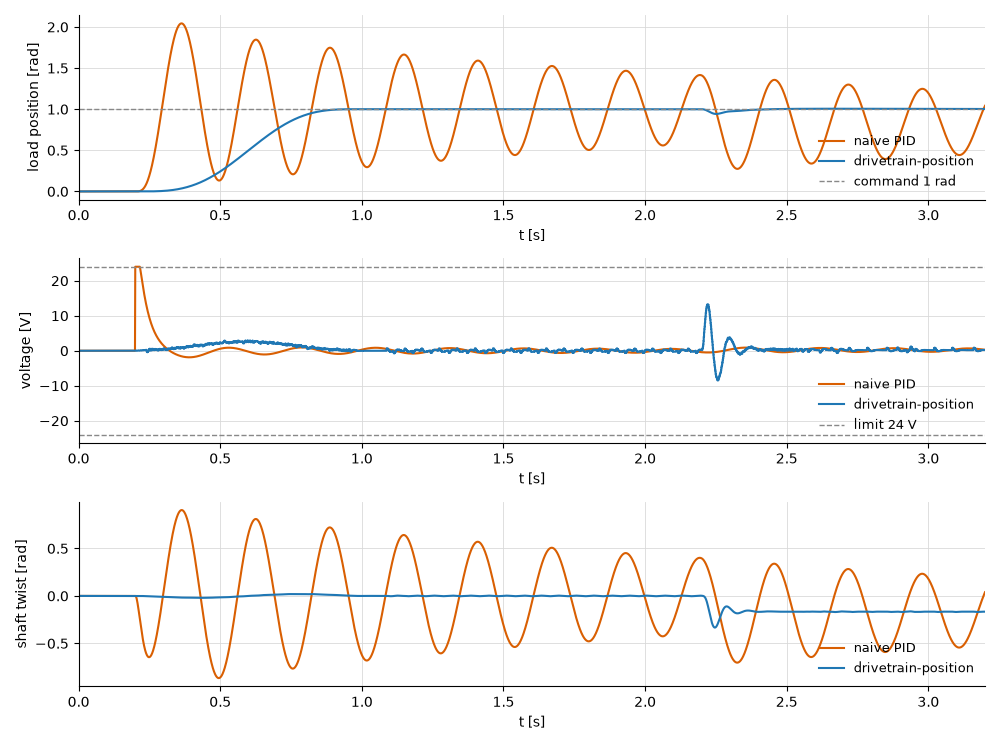 2.0
1.5
1.0
0.5
0.0
load position [rad]
naive PID
drivetrain-position
command 1 rad
0.0 0.5 1.0 1.5 2.0 2.5 3.0
t [s]
20
10
0
−10
−20
voltage [V]
naive PID
drivetrain-position
limit 24 V
0.0 0.5 1.0 1.5 2.0 2.5 3.0
t [s]
0.5
0.0
−0.5
shaft twist [rad]
naive PID
drivetrain-position
0.0 0.5 1.0 1.5 2.0 2.5 3.0
t [s]